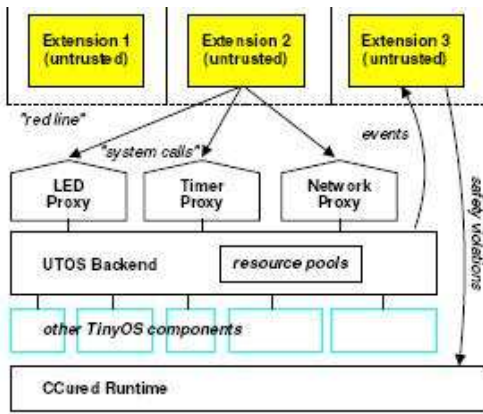 Extension 1
(untrusted)
Extension 2
(untrusted)
Extension 3
(untrusted)
"red line"
"system calls"
events
LED
Proxy
Timer
Proxy
Network
Proxy
safety violations
UTOS Backend
resource pools
other TinyOS components
CCured Runtime